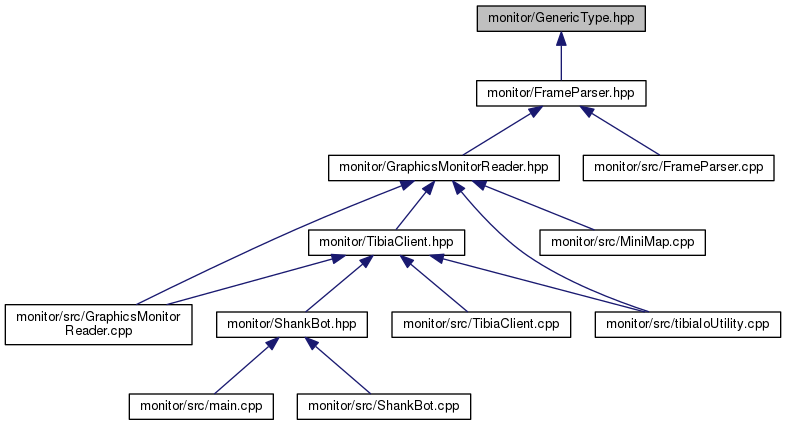 monitor/GenericType.hpp
monitor/FrameParser.hpp
monitor/GraphicsMonitorReader.hpp
monitor/src/FrameParser.cpp
monitor/TibiaClient.hpp
monitor/src/MiniMap.cpp
monitor/src/GraphicsMonitor
Reader.cpp
monitor/ShankBot.hpp
monitor/src/TibiaClient.cpp
monitor/src/tibiaIoUtility.cpp
monitor/src/main.cpp
monitor/src/ShankBot.cpp